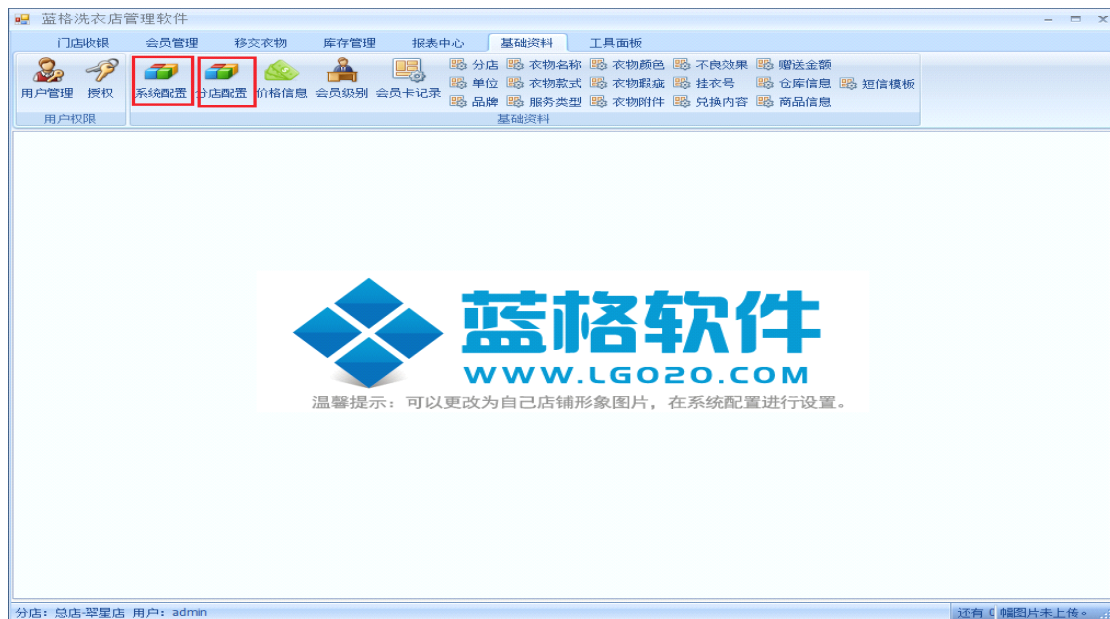 蓝格洗衣店管理软件
门店收银 会员管理 移交衣物 库存管理 报表中心 基础资料 工具面板
分店 衣物名称 衣物颜色 不良效果 赠送金额
单位 衣物款式 衣物瑕疵 挂衣号 仓库信息 短信模板
用户管理 授权 系统配置 分店配置 价格信息 会员级别 会员卡记录
品牌 服务类型 衣物附件 兑换内容 商品信息
用户权限 基础资料
蓝格软件
WWW.LGO2O.COM
温馨提示：可以更改为自己店铺形象图片，在系统配置进行设置。
分店：总店-翠星店 用户：admin 还有 幅图片未上传。